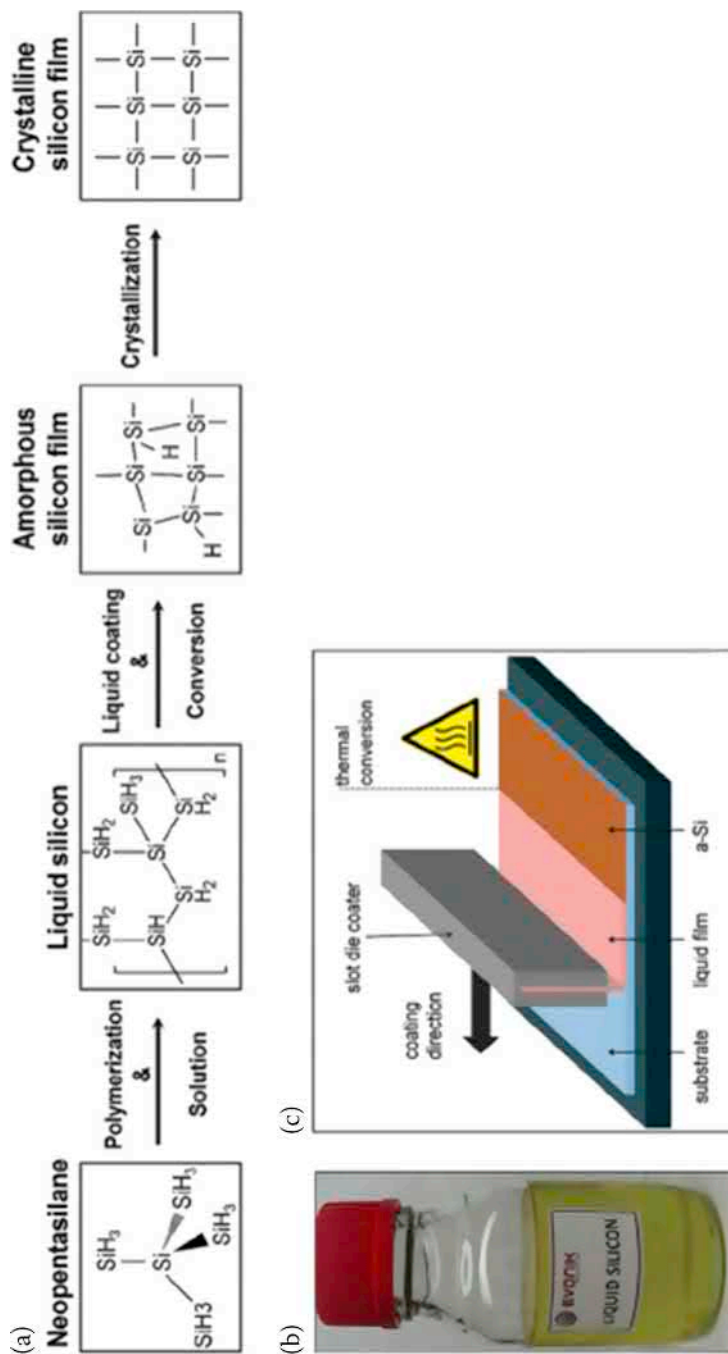 (a)
Neopentasilane
SiH3
Si
SiH3
SiH3
SiH3
Polymerization
&
Solution
Liquid silicon
SiH2
SiH2
SiH3
SiH
Si
Si
H2
Si
H2
n
Liquid coating
&
Conversion
Amorphous
silicon film
Si
Si
Si
H
Si
Si
Si
H
Crystallization
Crystalline
silicon film
Si
Si
Si
Si
Si
Si
(b)
EVONIK
LIQUID SILICON
(c)
slot die coater
thermal
conversion
coating
direction
substrate
liquid film
a-Si